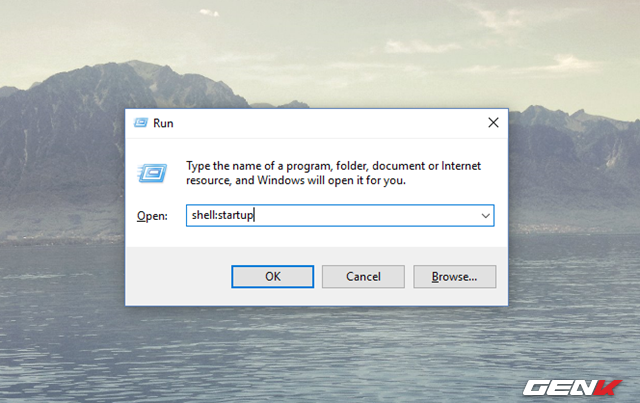 Run
Type the name of a program, folder, document or Internet
resource, and Windows will open it for you.
Open: shell:startup
OK Cancel Browse...
GENK